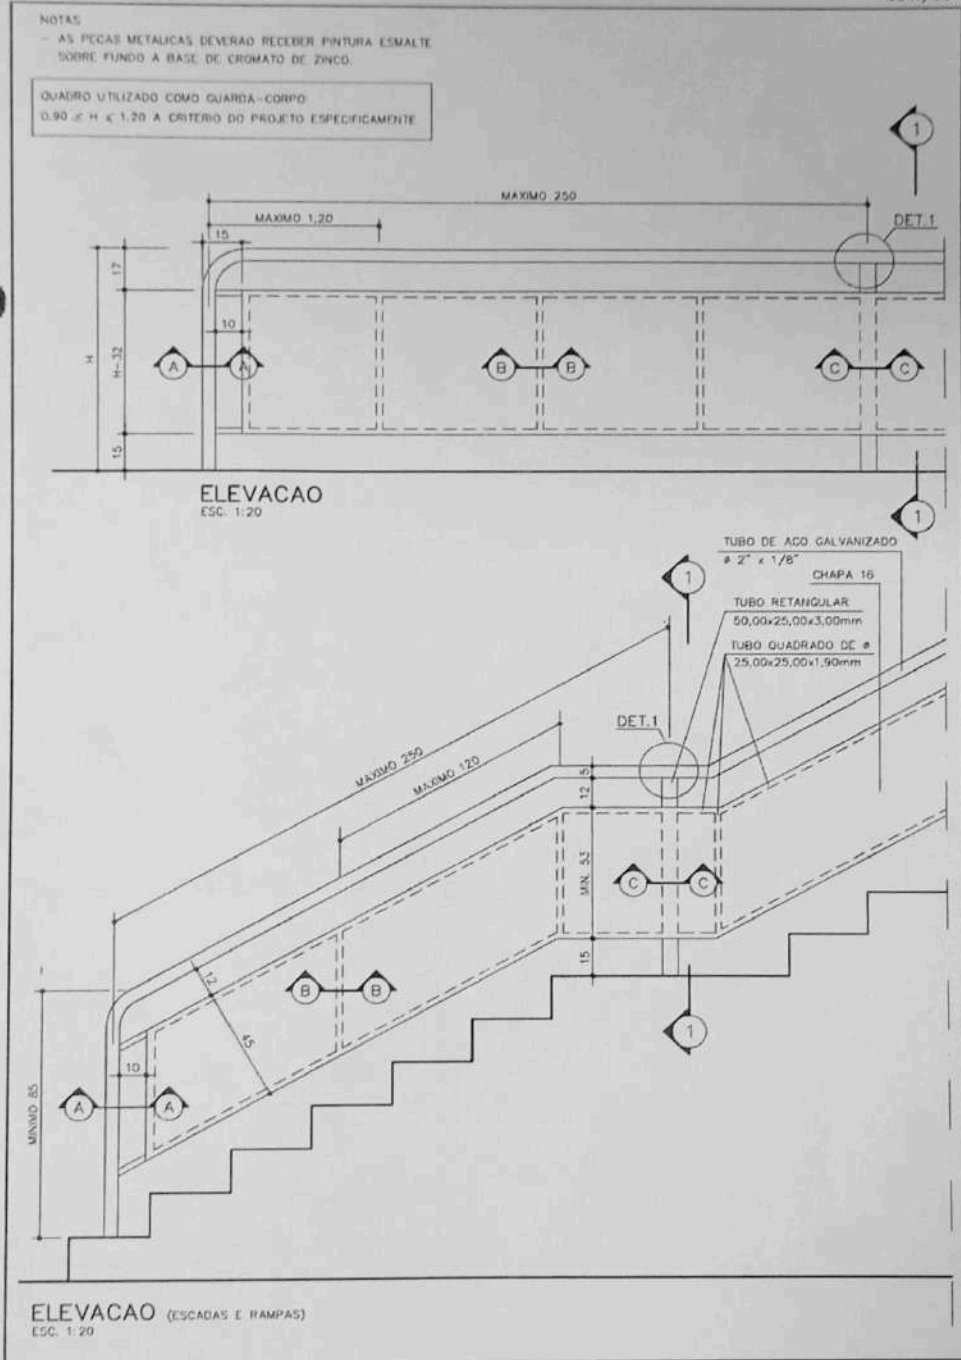 NOTAS
- AS PECAS METALICAS DEVERAO RECEBER PINTURA ESMALTE
SOBRE FUNDO A BASE DE CROMATO DE ZINCO.
QUADRO UTILIZADO COMO GUARDA-CORPO
0,90 ≤ H ≤ 1,20 A CRITERIO DO PROJETO ESPECIFICAMENTE
1
MAXIMO 250
MAXIMO 1,20
DET.1
15
17
10
H
H-32
A A B B C C
15
ELEVACAO
ESC. 1:20
1
TUBO DE ACO GALVANIZADO
ø 2" x 1/8"
1
CHAPA 16
TUBO RETANGULAR
50,00x25,00x3,00mm
TUBO QUADRADO DE ø
25,00x25,00x1,90mm
DET.1
MAXIMO 250
MAXIMO 120
5
12
MIN. 53
C C
15
12
B B
45
1
10
MINIMO 85
A A
ELEVACAO (ESCADAS E RAMPAS)
ESC. 1:20